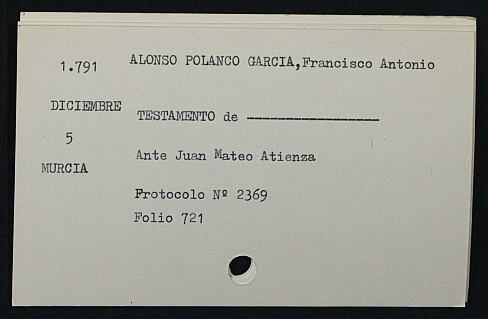 1.791 ALONSO POLANCO GARCIA,Francisco Antonio
DICIEMBRE TESTAMENTO de -----------------
5
Ante Juan Mateo Atienza
MURCIA
Protocolo Nº 2369
Folio 721